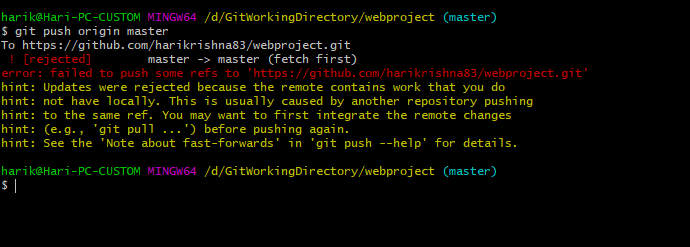 harik@Hari-PC-CUSTOM MINGW64 /d/GitWorkingDirectory/webproject (master)
$ git push origin master
To https://github.com/harikrishna83/webproject.git
! [rejected] master -> master (fetch first)
error: failed to push some refs to 'https://github.com/harikrishna83/webproject.git'
hint: Updates were rejected because the remote contains work that you do
hint: not have locally. This is usually caused by another repository pushing
hint: to the same ref. You may want to first integrate the remote changes
hint: (e.g., 'git pull ...') before pushing again.
hint: See the 'Note about fast-forwards' in 'git push --help' for details.
harik@Hari-PC-CUSTOM MINGW64 /d/GitWorkingDirectory/webproject (master)
$